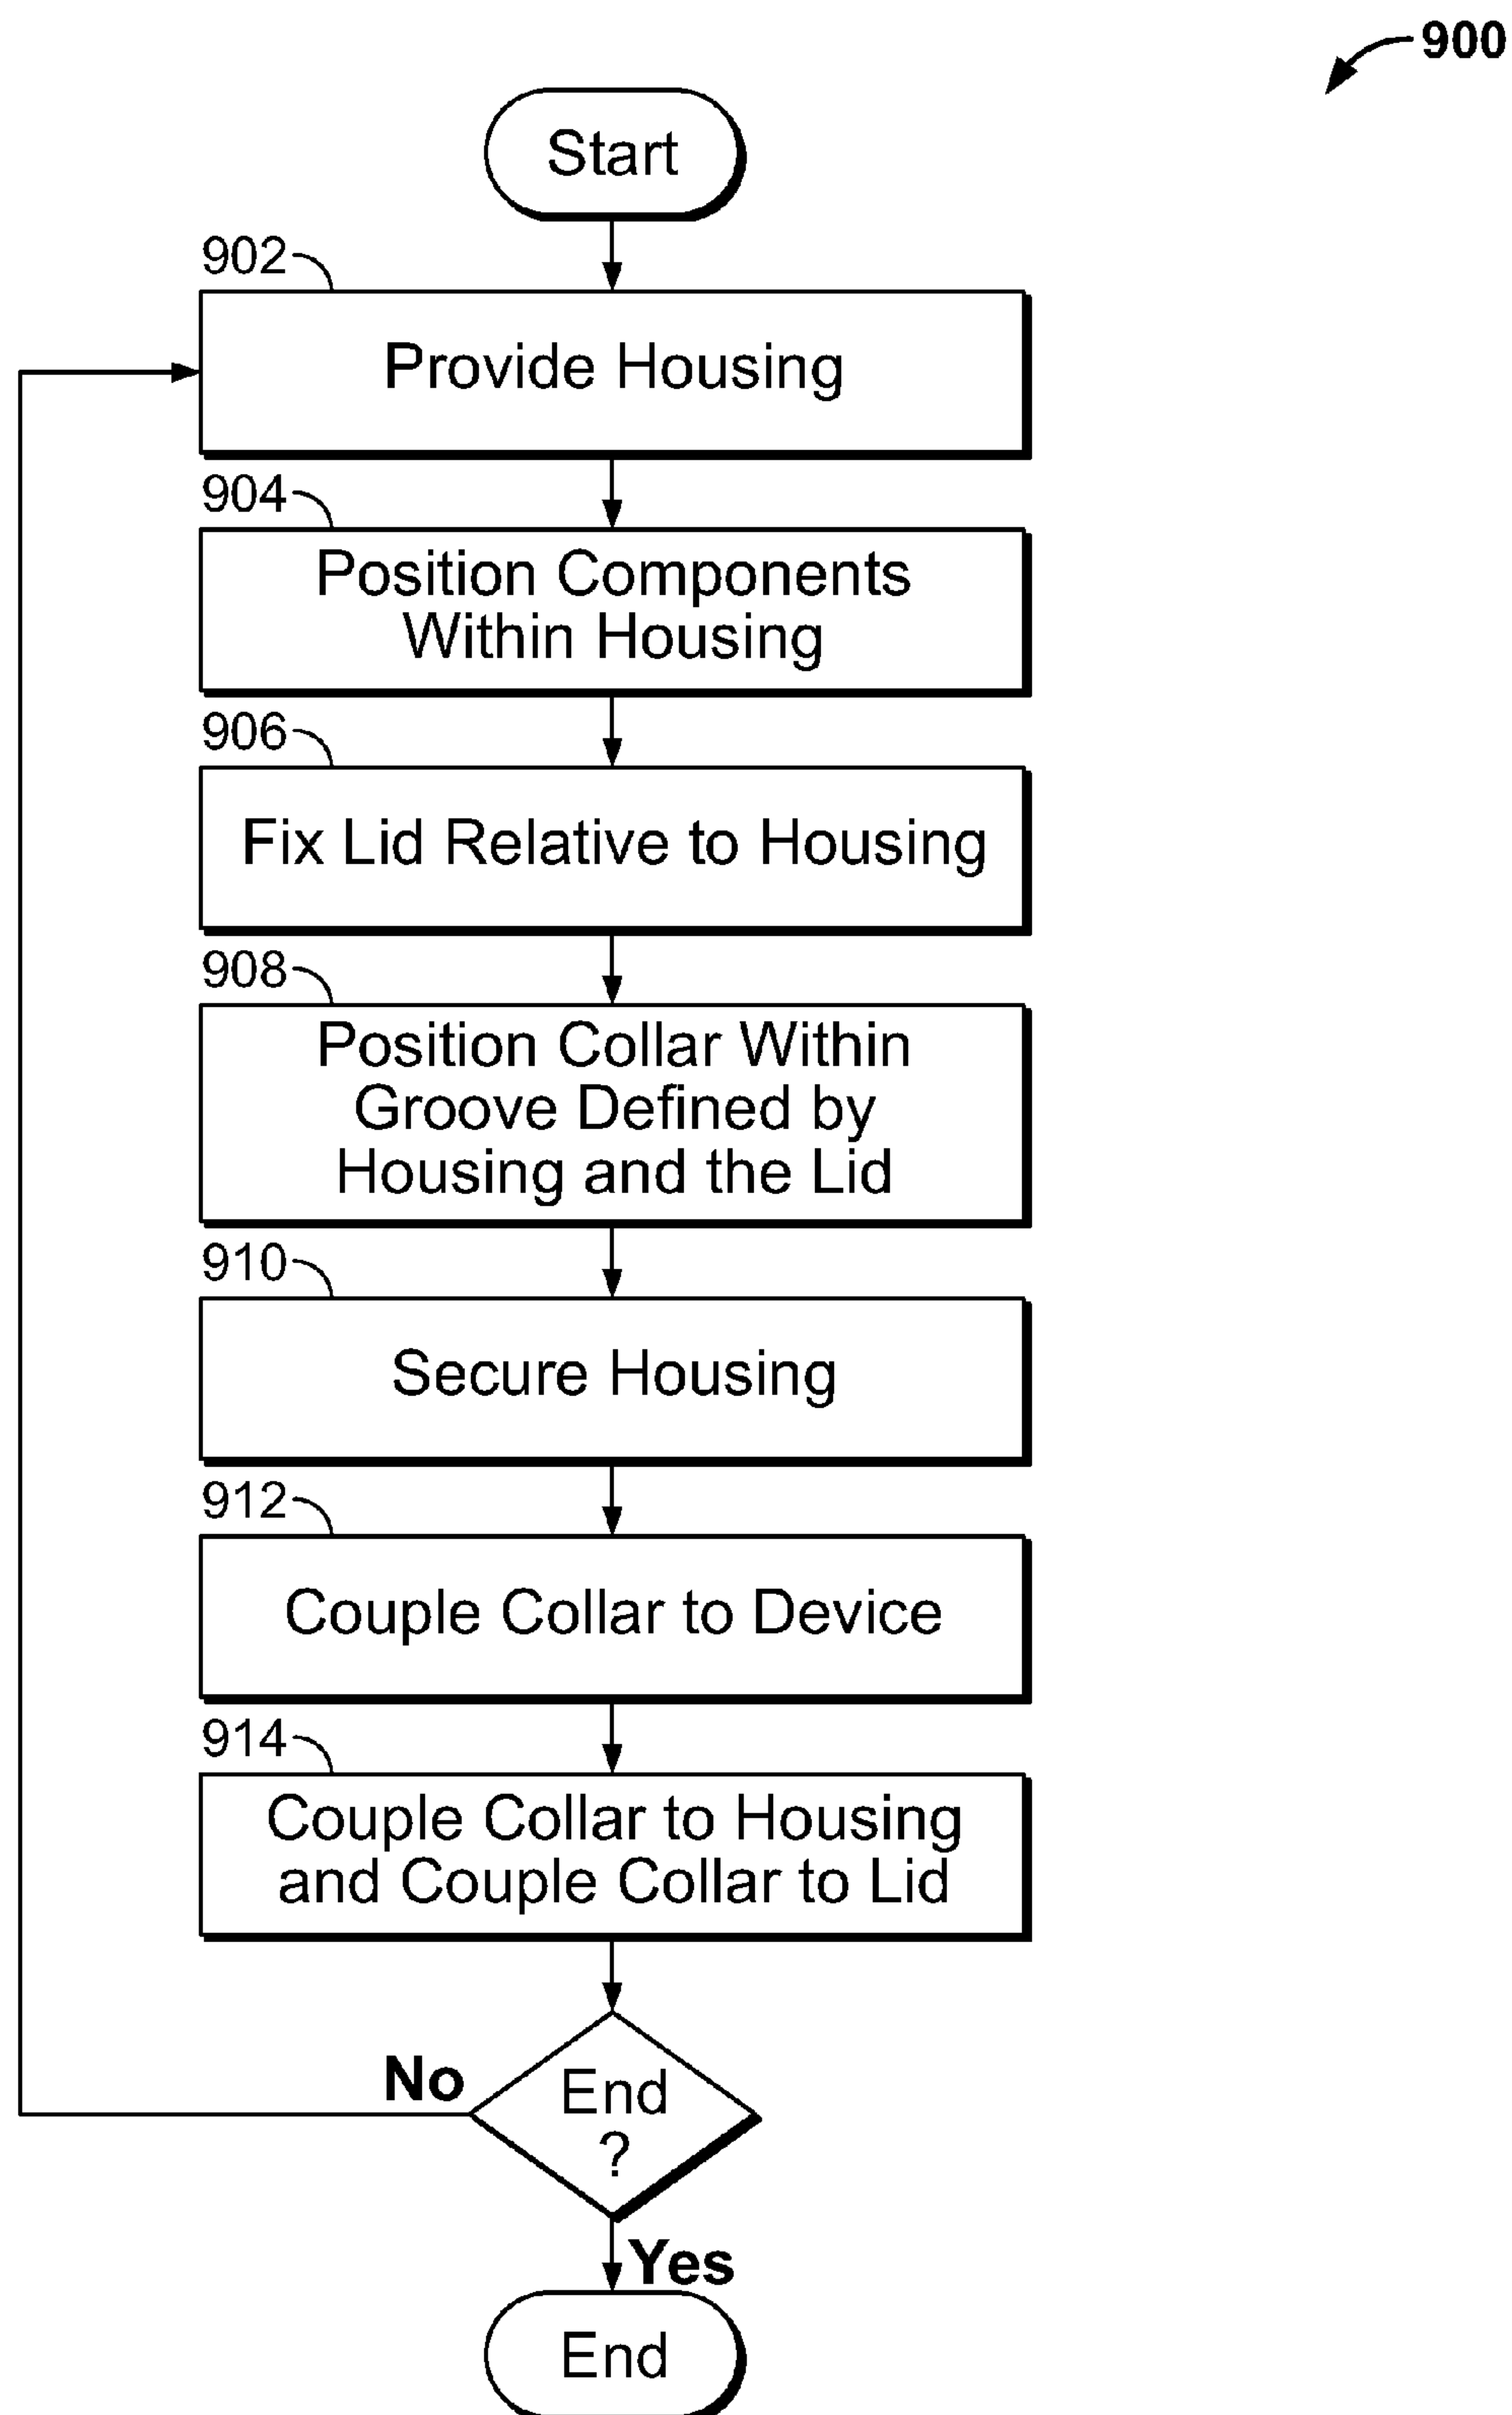 900
Start
902
Provide Housing
904
Position Components
Within Housing
906
Fix Lid Relative to Housing
908
Position Collar Within
Groove Defined by
Housing and the Lid
910
Secure Housing
912
Couple Collar to Device
914
Couple Collar to Housing
and Couple Collar to Lid
No
End
?
Yes
End